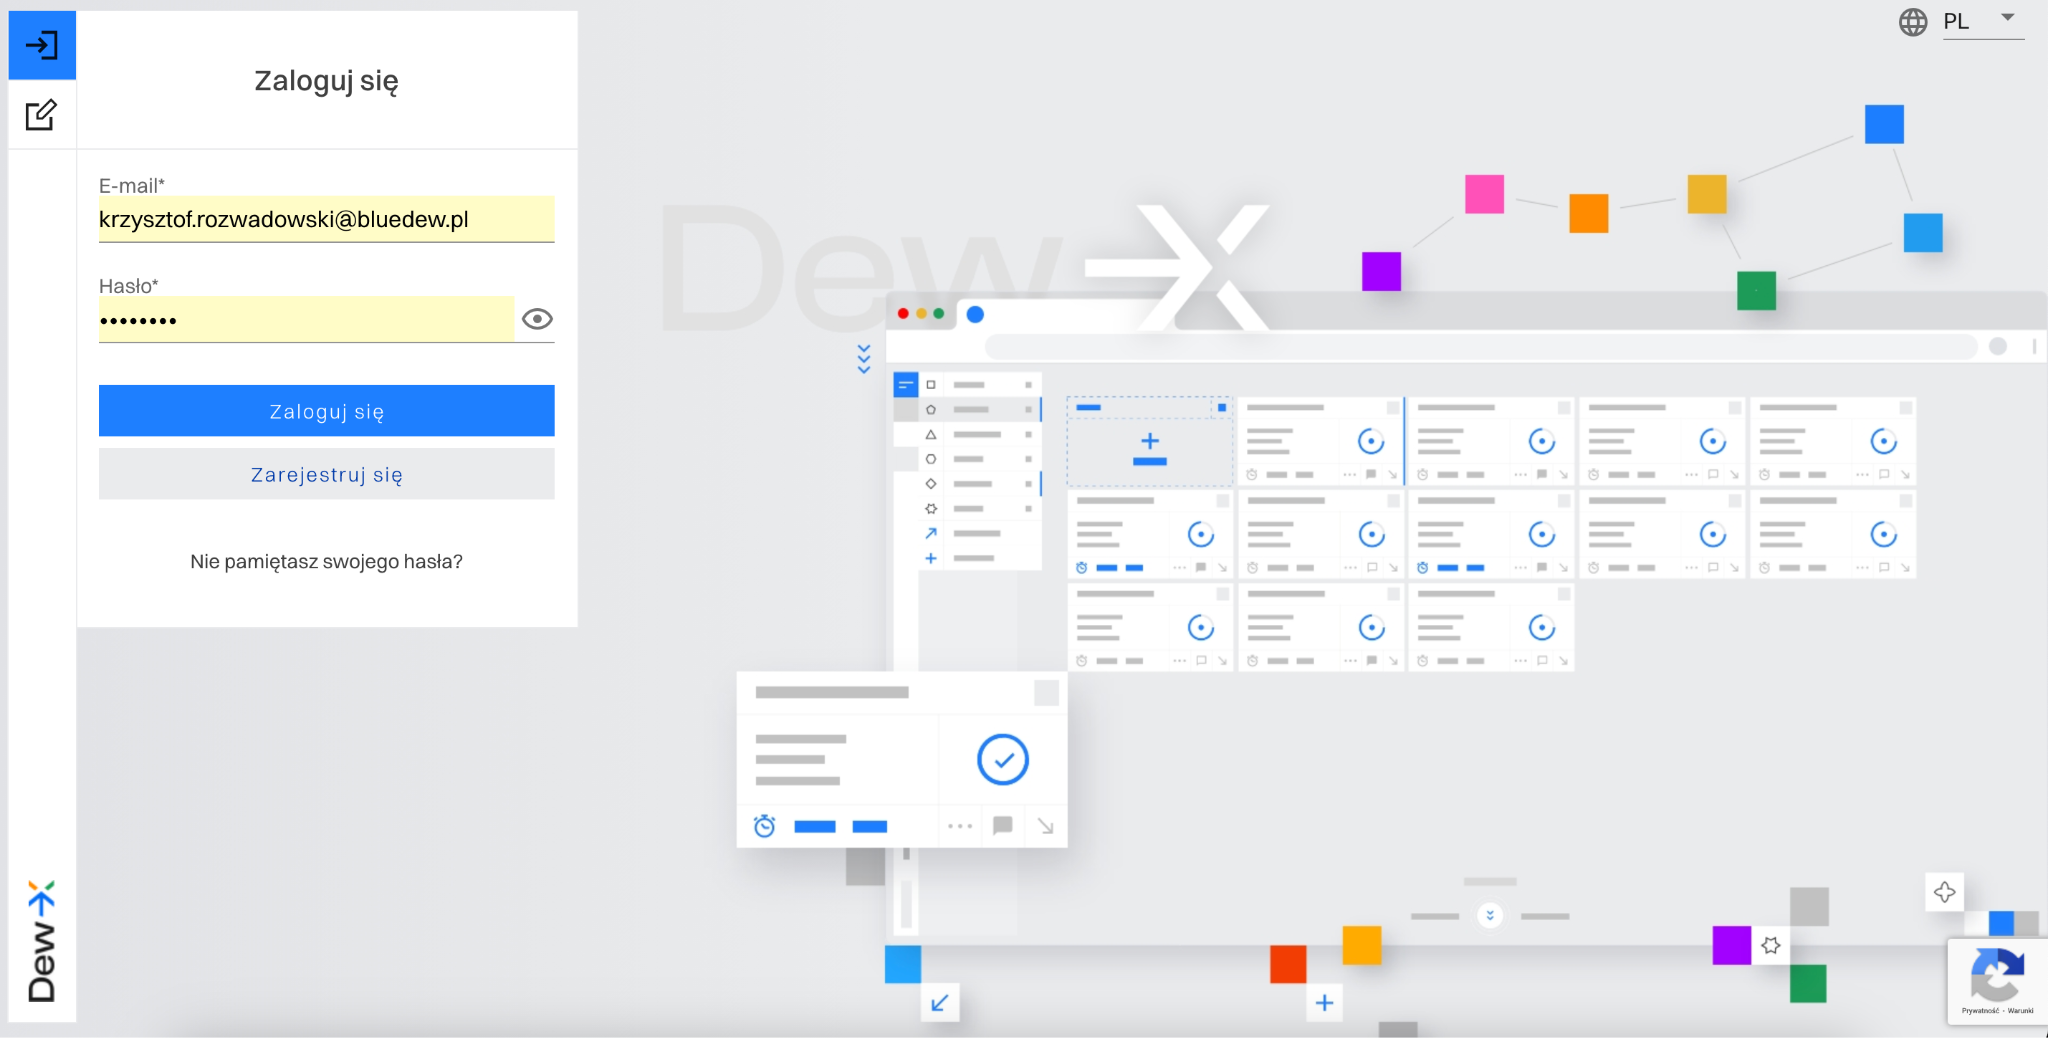 PL
Zaloguj się
E-mail*
krzysztof.rozwadowski@bluedew.pl
Hasło*
••••••••
Zaloguj się
Zarejestruj się
Nie pamiętasz swojego hasła?
Dew
Dew
Prywatność - Warunki